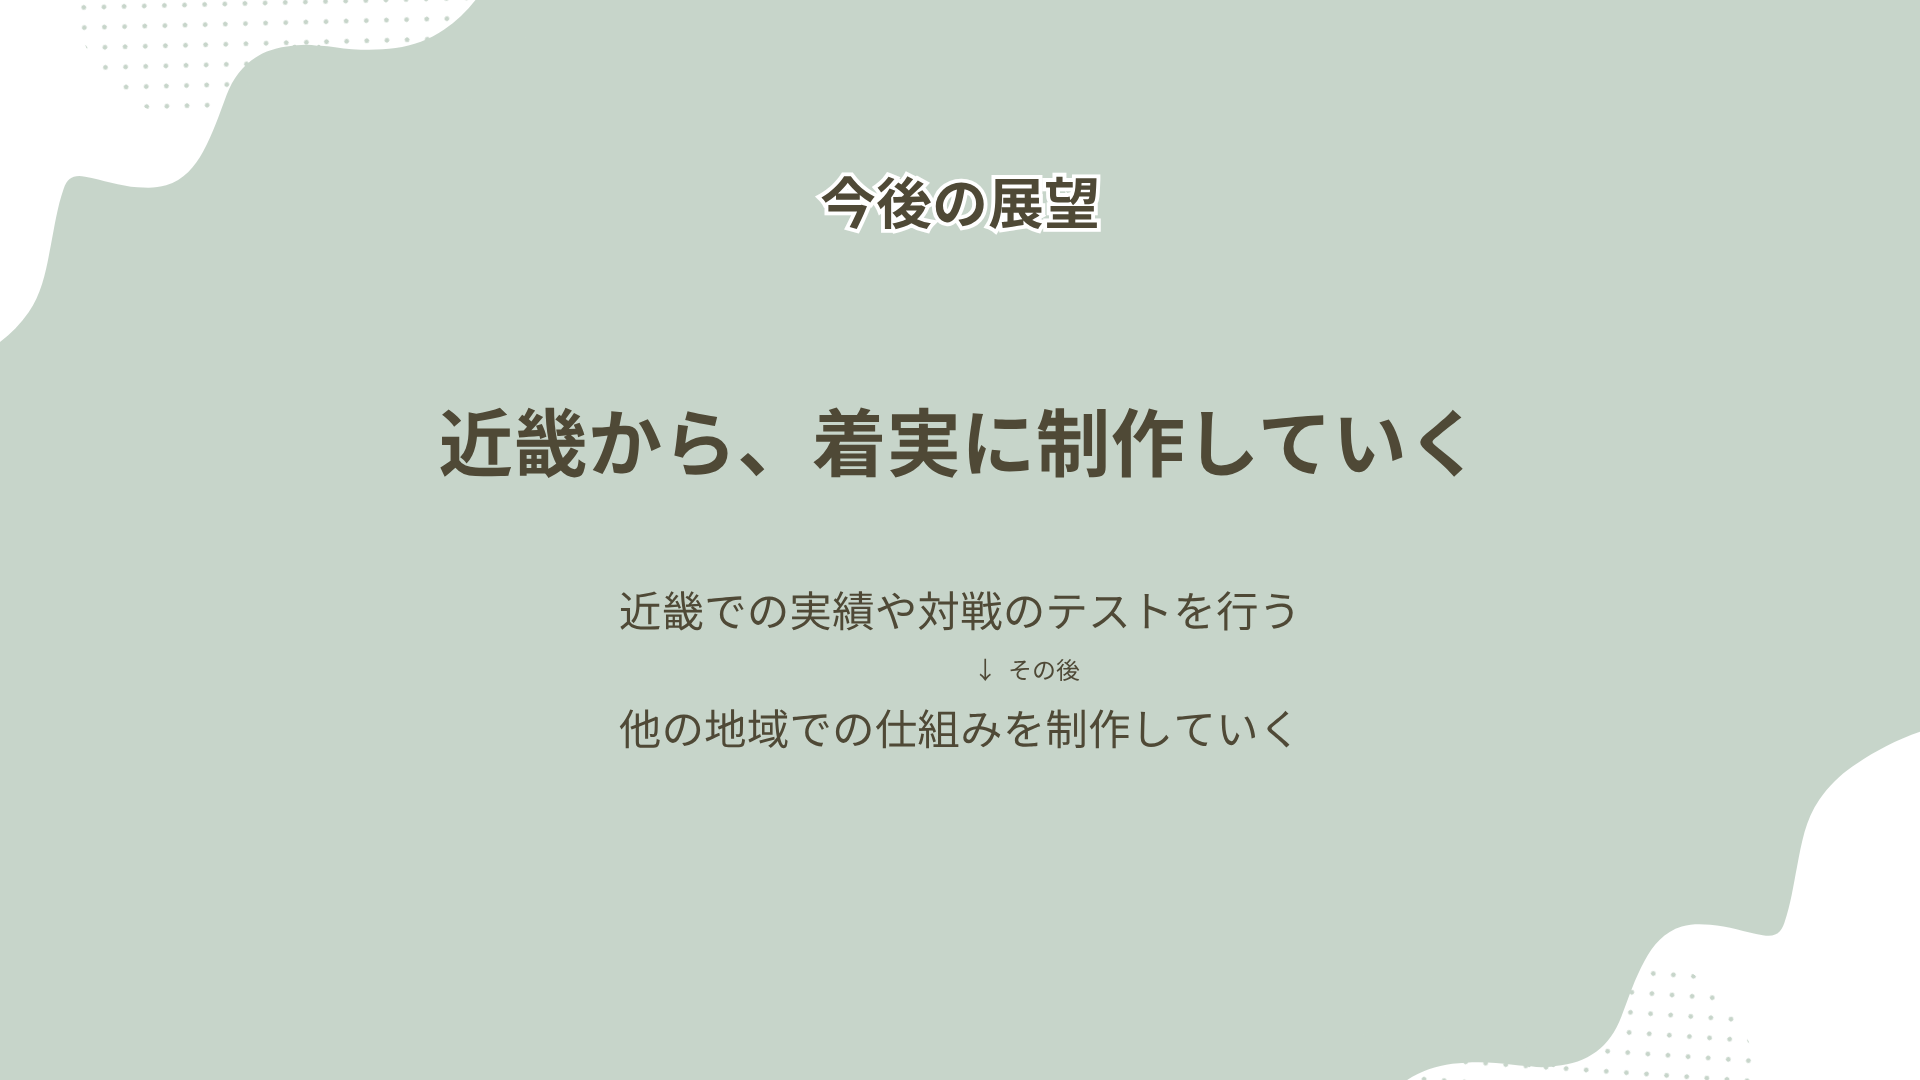 今後の展望
近畿から、着実に制作していく
近畿での実績や対戦のテストを行う
↓ その後
他の地域での仕組みを制作していく